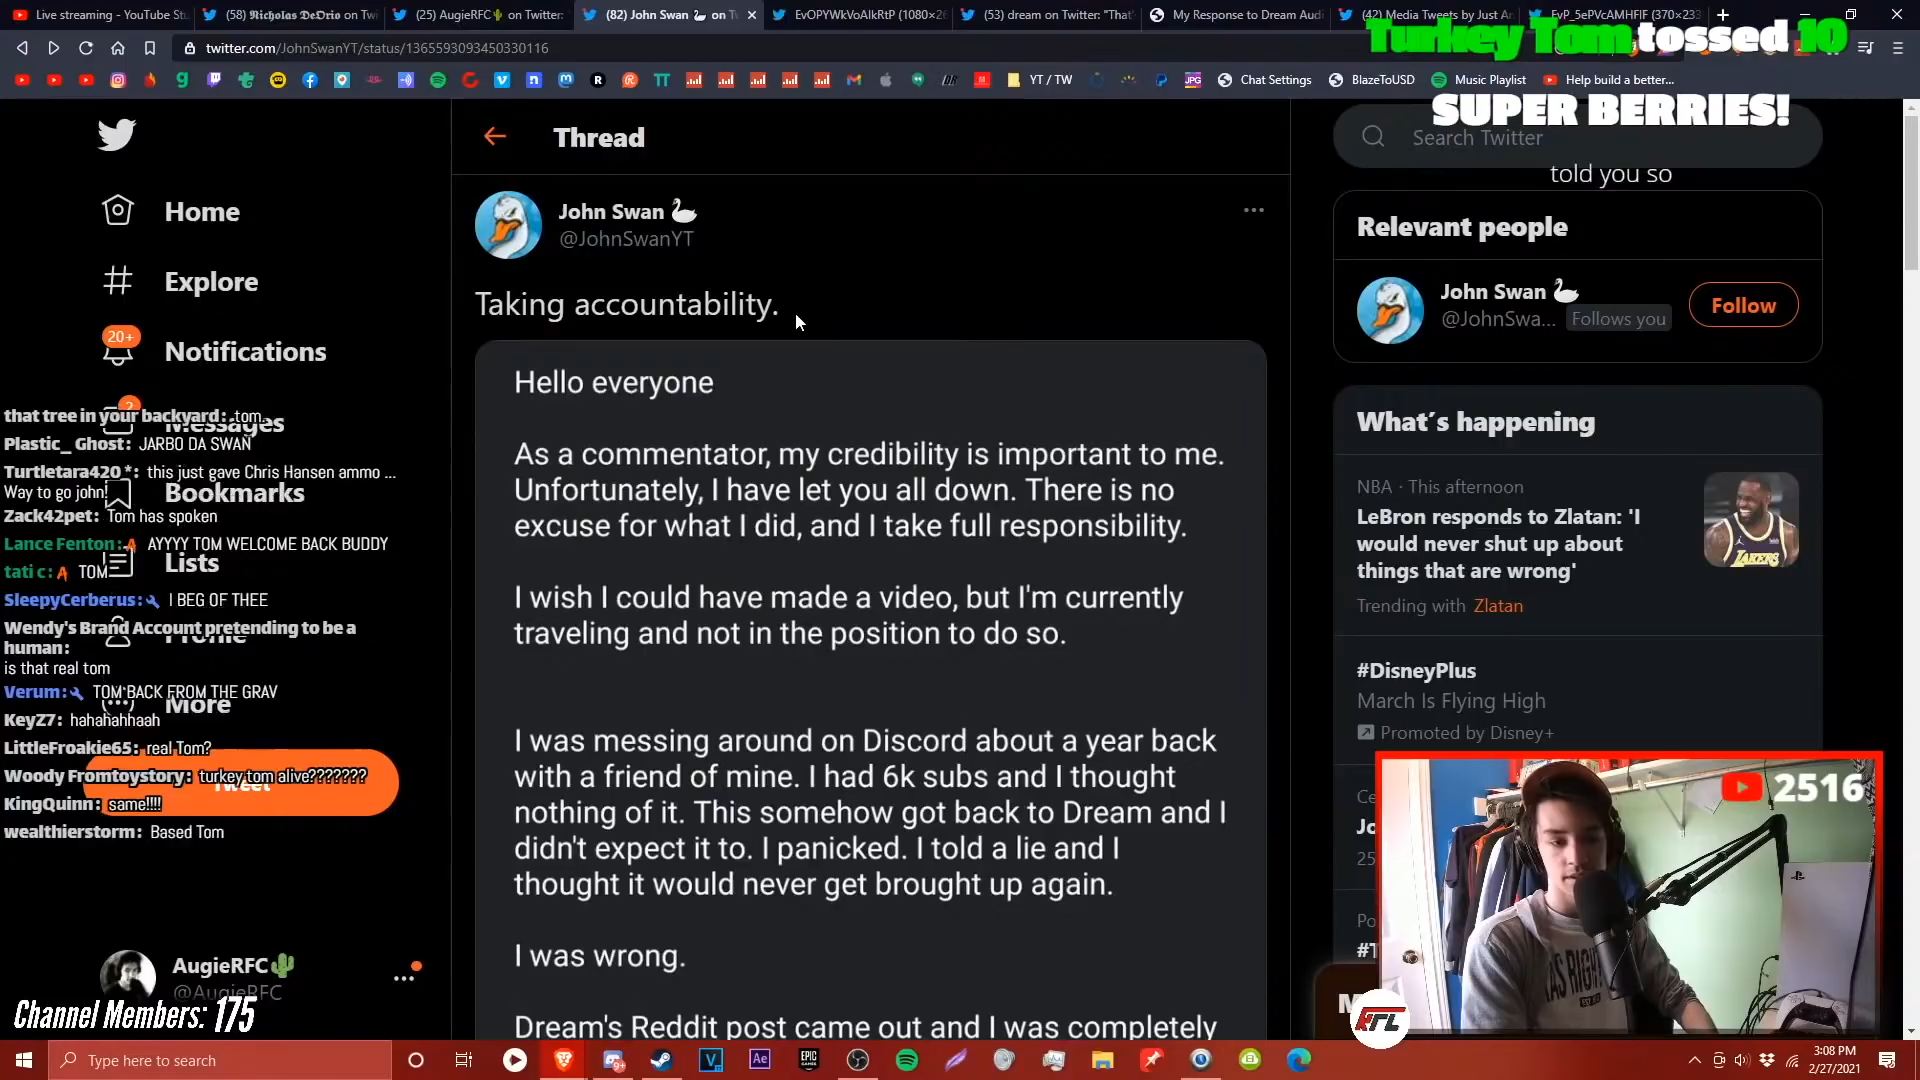 Live streaming - YouTube Stu
(58) 𝕹icholas 𝕯e𝕺rio on Tw
(25) AugieRFC🌵 on Twitter:
(82) John Swan 🦢 on T
EvOPYWkVoAIkRtP (1080×26
(53) dream on Twitter: "That'
My Response to Dream Audi
(42) Media Tweets by Just An
EvP_5ePVcAMHFIF (370×233
twitter.com/JohnSwanYT/status/1365593093450330116
Turkey Tom tossed 10
SUPER BERRIES!
told you so
YT / TW
Chat Settings
BlazeToUSD
Music Playlist
Help build a better...
Home
Explore
20+
Notifications
2
Messages
Bookmarks
Lists
Profile
More
Tweet
that tree in your backyard: tom
Plastic_ Ghost: JARBO DA SWAN
Turtletara420 *: this just gave Chris Hansen ammo ...
Way to go john!
Zack42pet: Tom has spoken
Lance Fenton: AYYYY TOM WELCOME BACK BUDDY
tati c: TOM
SleepyCerberus: I BEG OF THEE
Wendy's Brand Account pretending to be a
human:
is that real tom
Verum: TOM BACK FROM THE GRAV
KeyZ7: hahahahhaah
LittleFroakie65: real Tom?
Woody Fromtoystory: turkey tom alive???????
KingQuinn: same!!!!
wealthierstorm: Based Tom
AugieRFC🌵
@AugieRFC
Channel Members: 175
Thread
John Swan 🦢
@JohnSwanYT
Taking accountability.
Hello everyone
As a commentator, my credibility is important to me.
Unfortunately, I have let you all down. There is no
excuse for what I did, and I take full responsibility.
I wish I could have made a video, but I'm currently
traveling and not in the position to do so.
I was messing around on Discord about a year back
with a friend of mine. I had 6k subs and I thought
nothing of it. This somehow got back to Dream and I
didn't expect it to. I panicked. I told a lie and I
thought it would never get brought up again.
I was wrong.
Dream's Reddit post came out and I was completely
Search Twitter
Relevant people
John Swan 🦢
@JohnSwa...
Follows you
Follow
What's happening
NBA · This afternoon
LeBron responds to Zlatan: 'I
would never shut up about
things that are wrong'
Trending with Zlatan
#DisneyPlus
March Is Flying High
Promoted by Disney+
2516
RFL
Type here to search
3:08 PM
2/27/2021